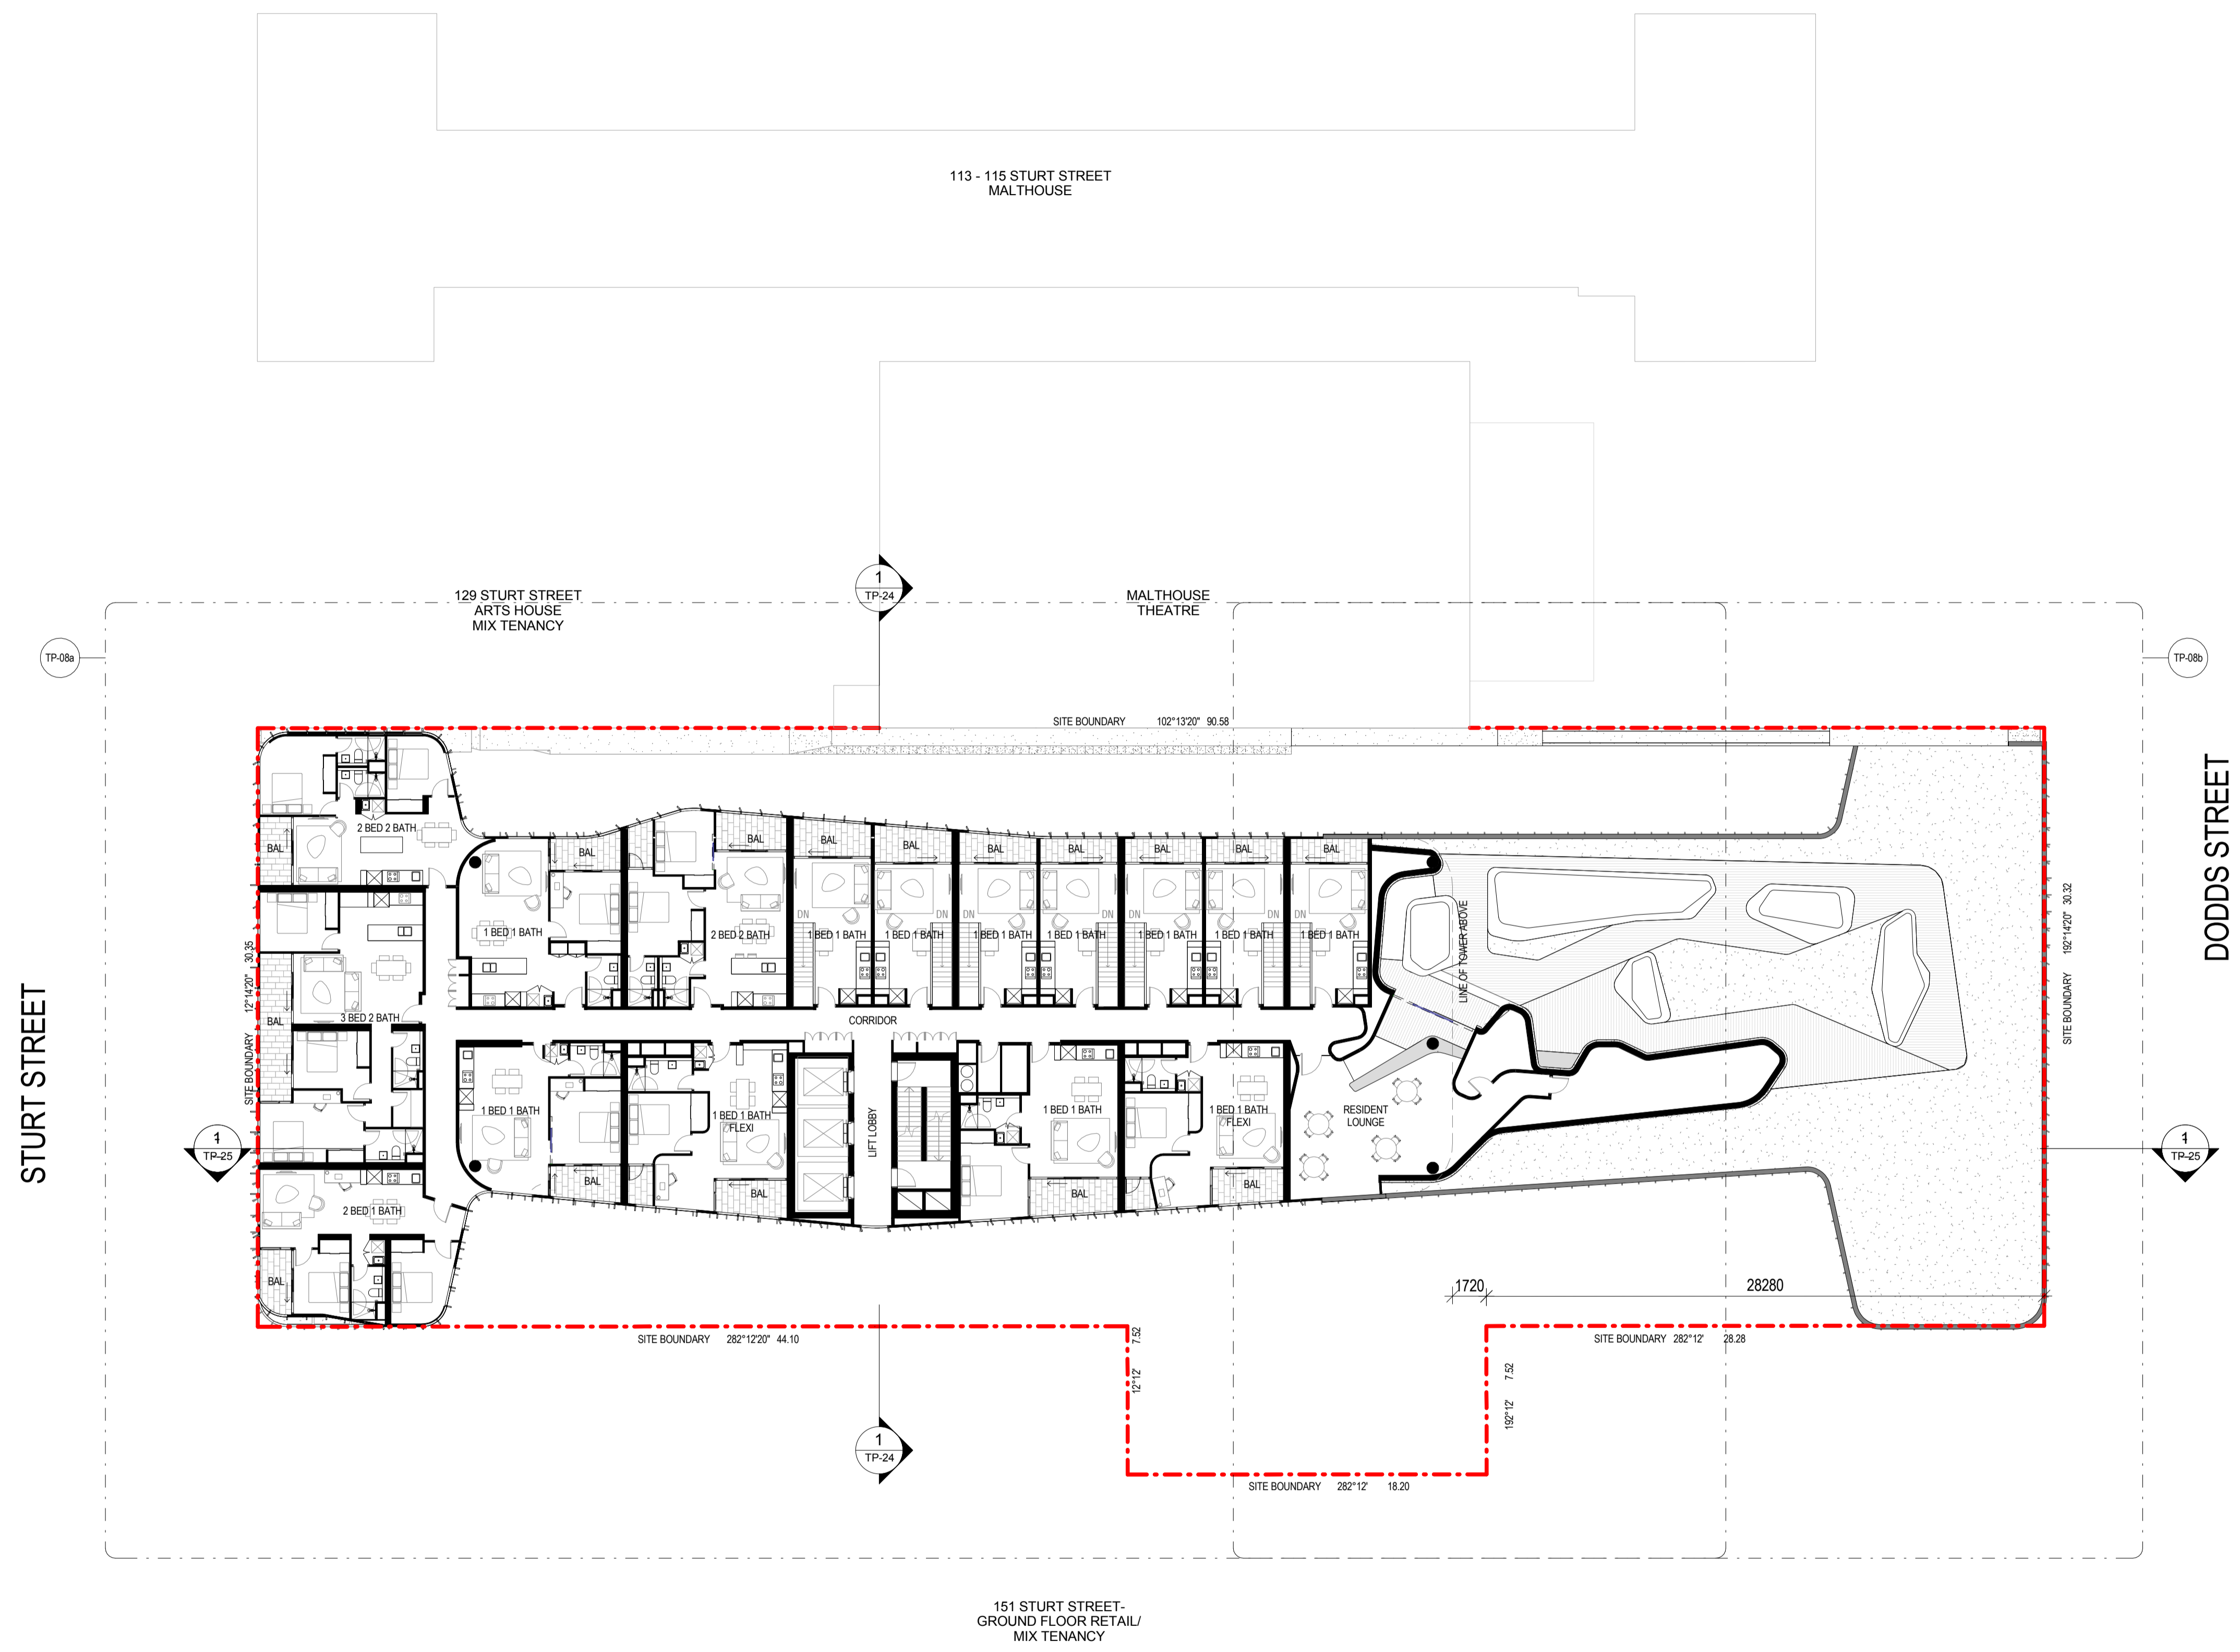 113 - 115 STURT STREET
MALTHOUSE
129 STURT STREET
ARTS HOUSE
MIX TENANCY
1
TP-24
MALTHOUSE
THEATRE
TP-08a
TP-08b
SITE BOUNDARY 102°13'20" 90.58
STURT STREET
DODDS STREET
SITE BOUNDARY 12°14'20" 30.35
SITE BOUNDARY 192°14'20" 30.32
2 BED 2 BATH
BAL
1 BED 1 BATH
BAL
2 BED 2 BATH
BAL
BAL
DN
1 BED 1 BATH
BAL
DN
1 BED 1 BATH
BAL
DN
1 BED 1 BATH
BAL
DN
1 BED 1 BATH
BAL
DN
1 BED 1 BATH
BAL
DN
1 BED 1 BATH
BAL
DN
1 BED 1 BATH
LINE OF TOWER ABOVE
BAL
3 BED 2 BATH
CORRIDOR
LIFT LOBBY
1 BED 1 BATH
BAL
1 BED 1 BATH
FLEXI
BAL
1 BED 1 BATH
BAL
1 BED 1 BATH
FLEXI
BAL
RESIDENT
LOUNGE
1
TP-25
1
TP-25
2 BED 1 BATH
BAL
1720
28280
SITE BOUNDARY 282°12'20" 44.10
12°12' 7.52
192°12' 7.52
SITE BOUNDARY 282°12' 28.28
1
TP-24
SITE BOUNDARY 282°12' 18.20
151 STURT STREET-
GROUND FLOOR RETAIL/
MIX TENANCY